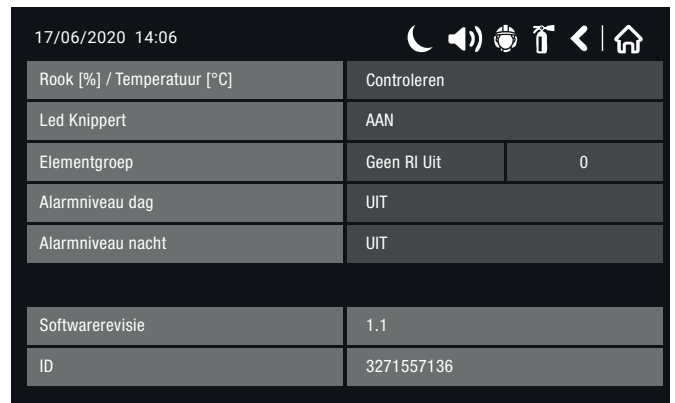 17/06/2020 14:06
Rook [%] / Temperatuur [°C] Controleren
Led Knippert AAN
Elementgroep Geen RI Uit 0
Alarmniveau dag UIT
Alarmniveau nacht UIT
Softwarerevisie 1.1
ID 3271557136